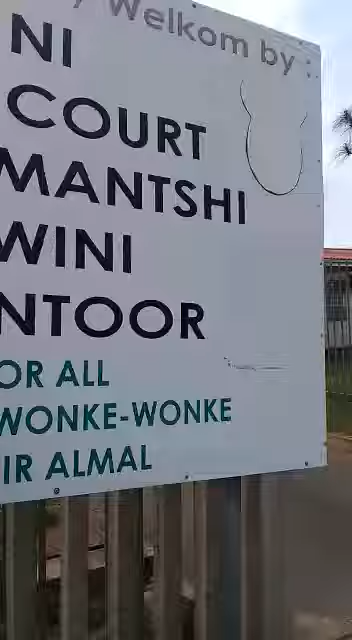 Welkom by :
NI
COURT
MANTSHI
WINI
NTOOR
OR ALL
WONKE-WONKE
IR ALMAL